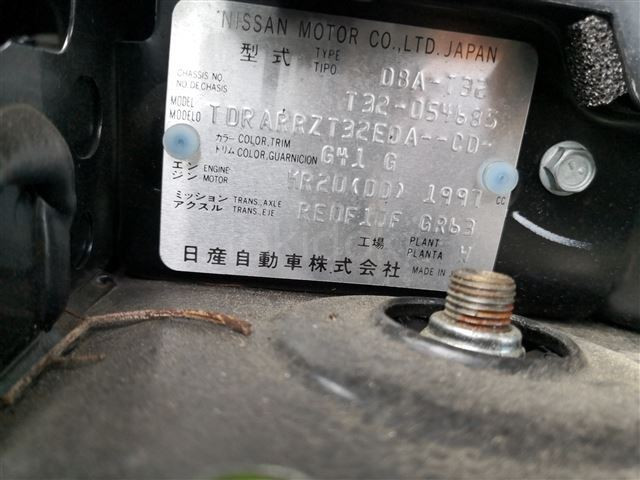 NISSAN MOTOR CO.,LTD. JAPAN
型式 TYPE TIPO DBA-T32
CHASSIS NO. NO.DE CHASIS T32-054685
MODEL MODELO TDRARRZT32EDA--CD-
カラー COLOR,TRIM トリム COLOR,GUARNICION G41 G
エンジン ENGINE MOTOR MR20(DD) 1997 CC
ミッション アクスル TRANS.,AXLE TRANS.,EJE RE0F10F GR63
工場 PLANT PLANTA W
日産自動車株式会社 MADE IN